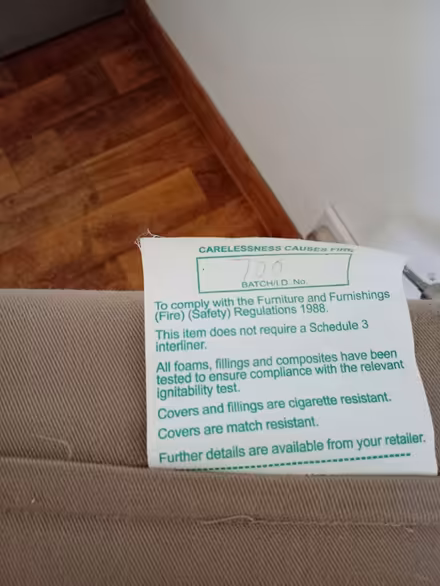 CARELESSNESS CAUSES FIRE
700
BATCH/I.D. No.
To comply with the Furniture and Furnishings
(Fire) (Safety) Regulations 1988.
This item does not require a Schedule 3
interliner.
All foams, fillings and composites have been
tested to ensure compliance with the relevant
ignitability test.
Covers and fillings are cigarette resistant.
Covers are match resistant.
Further details are available from your retailer.